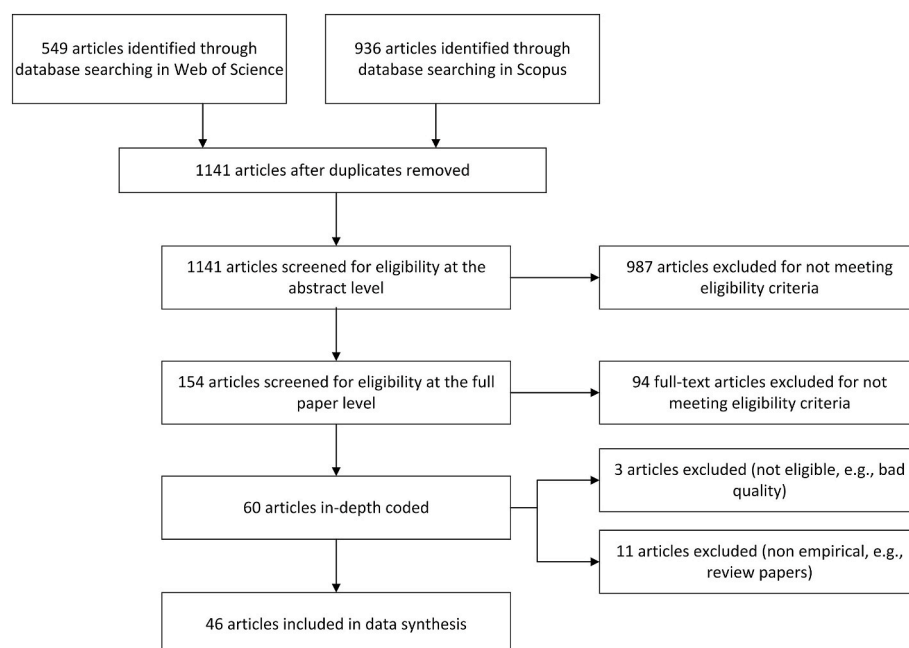 549 articles identified through
database searching in Web of Science
936 articles identified through
database searching in Scopus
1141 articles after duplicates removed
1141 articles screened for eligibility at the
abstract level
987 articles excluded for not meeting
eligibility criteria
154 articles screened for eligibility at the full
paper level
94 full-text articles excluded for not
meeting eligibility criteria
60 articles in-depth coded
3 articles excluded (not eligible, e.g., bad
quality)
11 articles excluded (non empirical, e.g.,
review papers)
46 articles included in data synthesis